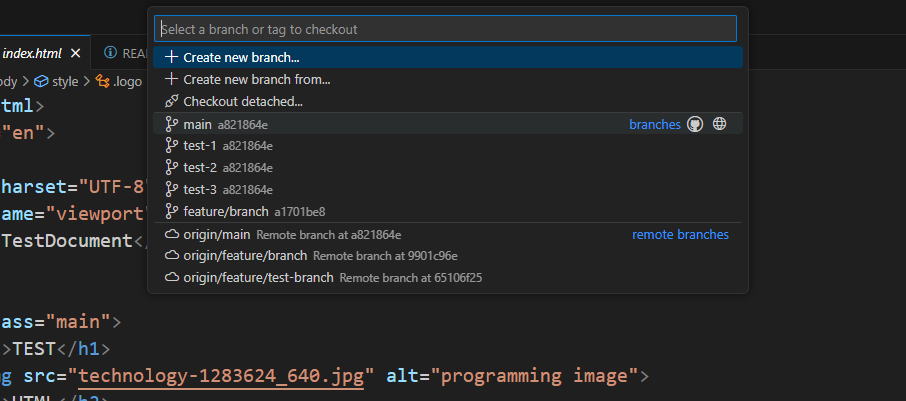 Select a branch or tag to checkout
index.html
REA
ody > style > .logo
Create new branch...
Create new branch from...
Checkout detached...
main a821864e branches
test-1 a821864e
test-2 a821864e
test-3 a821864e
feature/branch a1701be8
origin/main Remote branch at a821864e remote branches
origin/feature/branch Remote branch at 9901c96e
origin/feature/test-branch Remote branch at 65106f25
tml>
"en">
harset="UTF-8"
ame="viewport"
TestDocument</
ass="main">
>TEST</h1>
g src="technology-1283624_640.jpg" alt="programming image">
>HTML</h2>